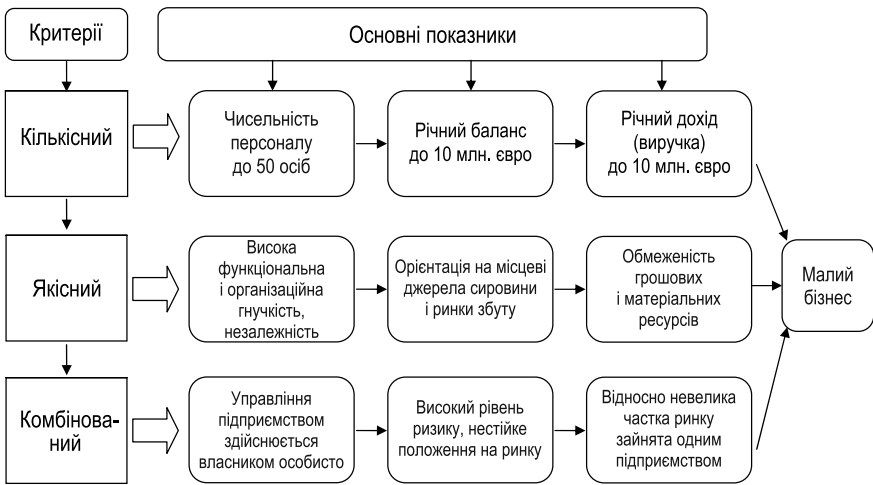 Критерії
Основні показники
Кількісний
Чисельність
персоналу
до 50 осіб
Річний баланс
до 10 млн. євро
Річний дохід
(виручка)
до 10 млн. євро
Якісний
Висока
функціональна
і організаційна
гнучкість,
незалежність
Орієнтація на місцеві
джерела сировини
і ринки збуту
Обмеженість
грошових
і матеріальних
ресурсів
Малий
бізнес
Комбінова-
ний
Управління
підприємством
здійснюється
власником особисто
Високий рівень
ризику, нестійке
положення на ринку
Відносно невелика
частка ринку
зайнята одним
підприємством